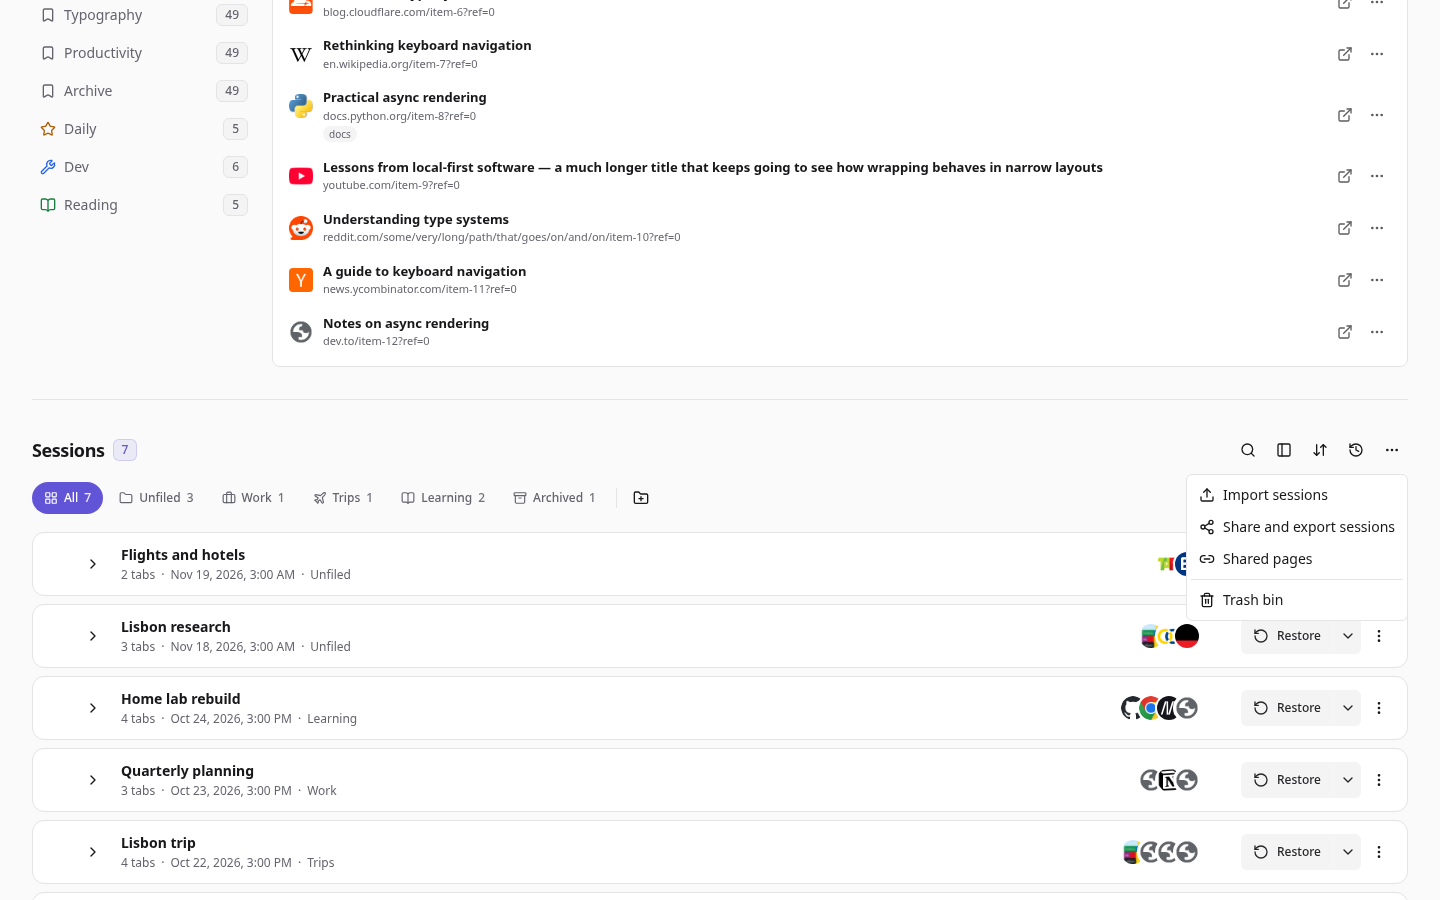 Typography 49
Productivity 49
Archive 49
Daily 5
Dev 6
Reading 5
blog.cloudflare.com/item-6?ref=0
Rethinking keyboard navigation
en.wikipedia.org/item-7?ref=0
Practical async rendering
docs.python.org/item-8?ref=0
docs
Lessons from local-first software — a much longer title that keeps going to see how wrapping behaves in narrow layouts
youtube.com/item-9?ref=0
Understanding type systems
reddit.com/some/very/long/path/that/goes/on/and/on/item-10?ref=0
A guide to keyboard navigation
news.ycombinator.com/item-11?ref=0
Notes on async rendering
dev.to/item-12?ref=0
Sessions 7
All 7 Unfiled 3 Work 1 Trips 1 Learning 2 Archived 1
Import sessions
Share and export sessions
Shared pages
Trash bin
Flights and hotels
2 tabs · Nov 19, 2026, 3:00 AM · Unfiled
Lisbon research
3 tabs · Nov 18, 2026, 3:00 AM · Unfiled
Restore
Home lab rebuild
4 tabs · Oct 24, 2026, 3:00 PM · Learning
Restore
Quarterly planning
3 tabs · Oct 23, 2026, 3:00 PM · Work
Restore
Lisbon trip
4 tabs · Oct 22, 2026, 3:00 PM · Trips
Restore